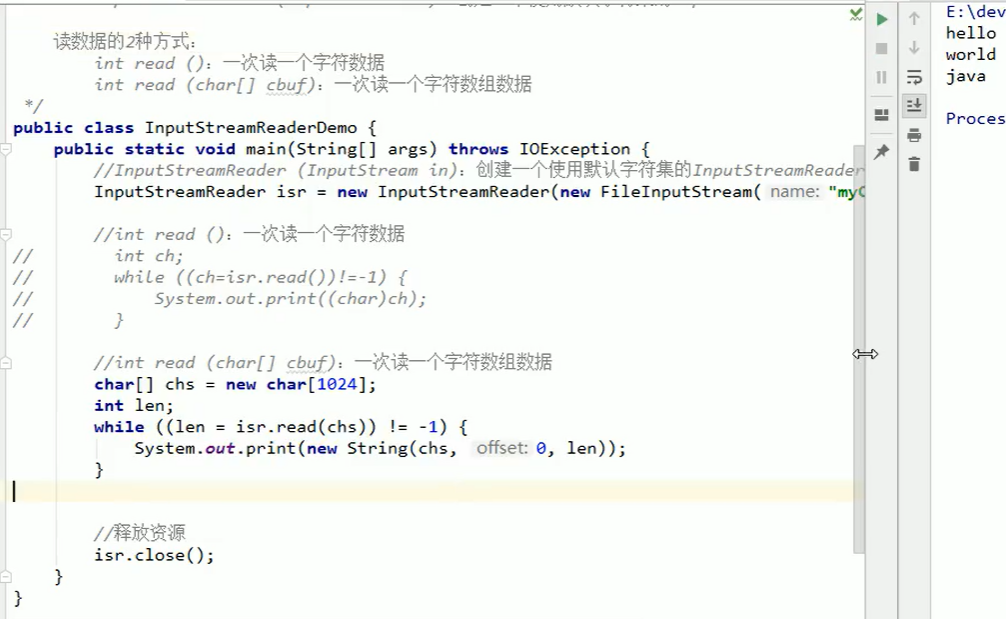 读数据的2种方式：
int read ()：一次读一个字符数据
int read (char[] cbuf)：一次读一个字符数组数据
*/
public class InputStreamReaderDemo {
public static void main(String[] args) throws IOException {
//InputStreamReader (InputStream in)：创建一个使用默认字符集的InputStreamReader
InputStreamReader isr = new InputStreamReader(new FileInputStream( name: "myC
//int read ()：一次读一个字符数据
// int ch;
// while ((ch=isr.read())!=-1) {
// System.out.print((char)ch);
// }
//int read (char[] cbuf)：一次读一个字符数组数据
char[] chs = new char[1024];
int len;
while ((len = isr.read(chs)) != -1) {
System.out.print(new String(chs, offset: 0, len));
}
//释放资源
isr.close();
}
}
E:\dev
hello
world
java
Proces